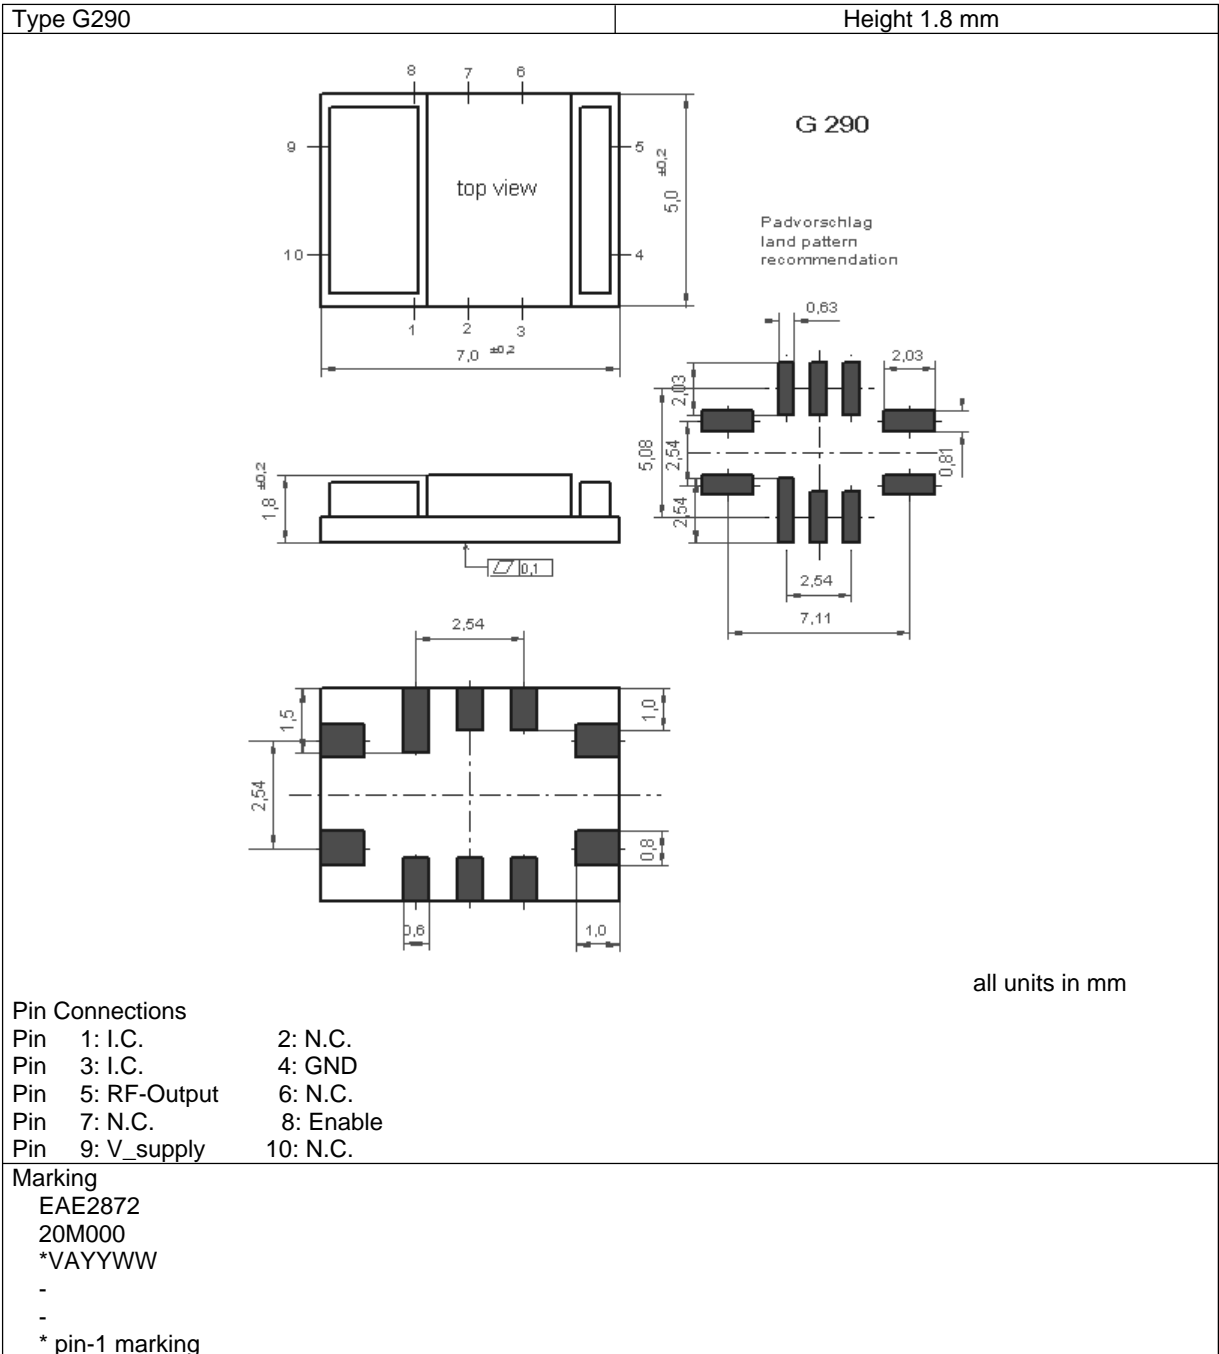 Type G290 Height 1.8 mm
8 7 6
G 290
9 5
±0,2
top view
5,0
Padvorschlag
land pattern
recommendation
10 4
1 2 3
7,0 ±0,2
0,63
2,03
2,03
5,08
2,54
0,81
2,54
1,8 ±0,2
0,1
2,54
7,11
2,54
1,5
1,0
2,54
0,8
0,6
1,0
all units in mm
Pin Connections
Pin 1: I.C. 2: N.C.
Pin 3: I.C. 4: GND
Pin 5: RF-Output 6: N.C.
Pin 7: N.C. 8: Enable
Pin 9: V_supply 10: N.C.
Marking
EAE2872
20M000
*VAYYWW
-
-
* pin-1 marking